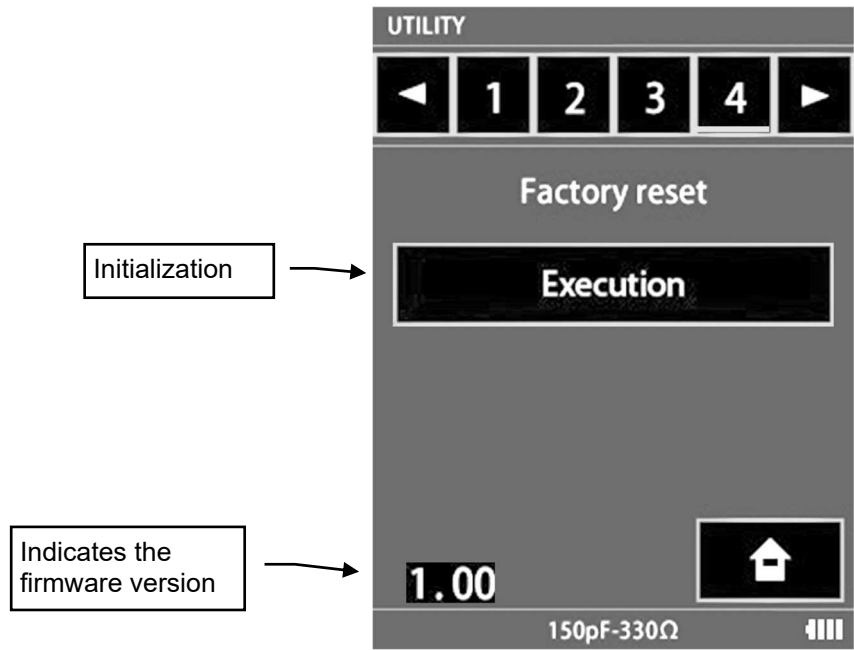 UTILITY
1 2 3 4
Factory reset
Initialization
Execution
Indicates the
firmware version
1.00
150pF-330Ω